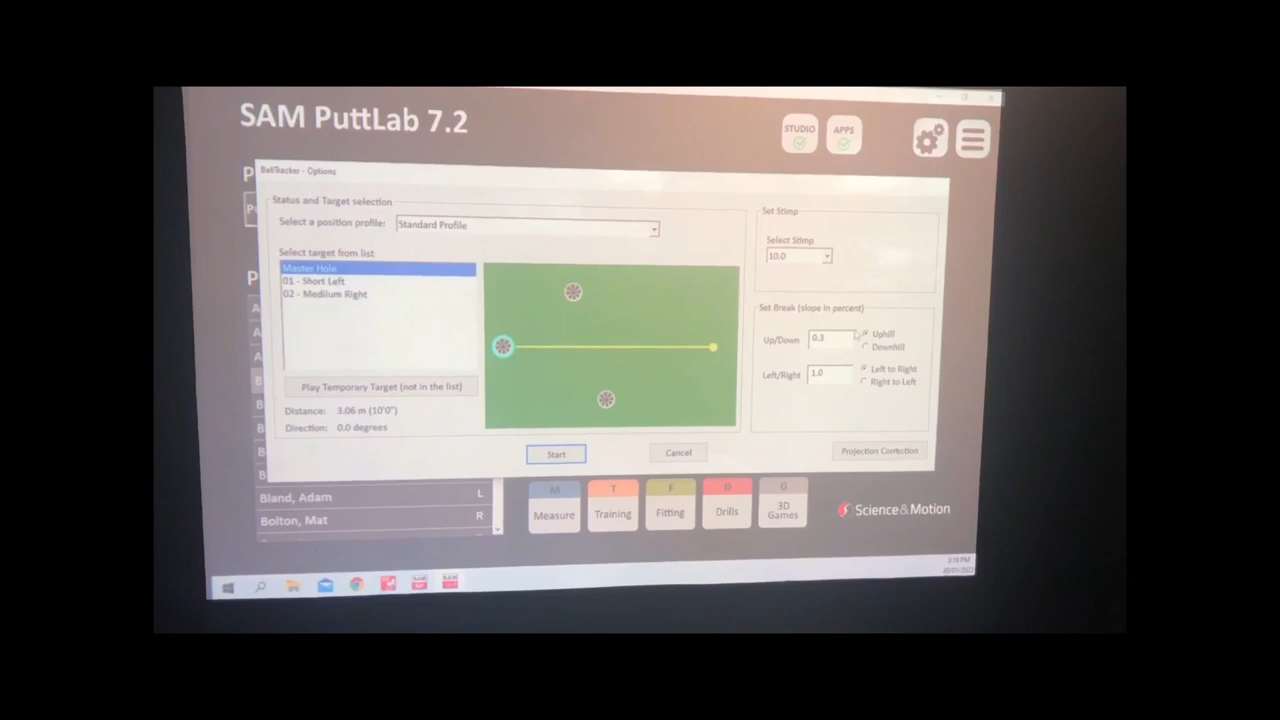 SAM PuttLab 7.2
STUDIO
APPS
BallTracker - Options
Status and Target selection
Select a position profile:
Standard Profile
Select target from list
Master Hole
01 - Short Left
02 - Mediium Right
Play Temporary Target (not in the list)
Distance: 3.06 m (10'0")
Direction: 0.0 degrees
Set Stimp
Select Stimp
10.0
Set Break (slope in percent)
Up/Down
0.3
Uphill
Downhill
Left/Right
1.0
Left to Right
Right to Left
Start
Cancel
Projection Correction
Bland, Adam L
Bolton, Mat R
M
Measure
T
Training
F
Fitting
D
Drills
G
3D
Games
Science&Motion
3:19 PM